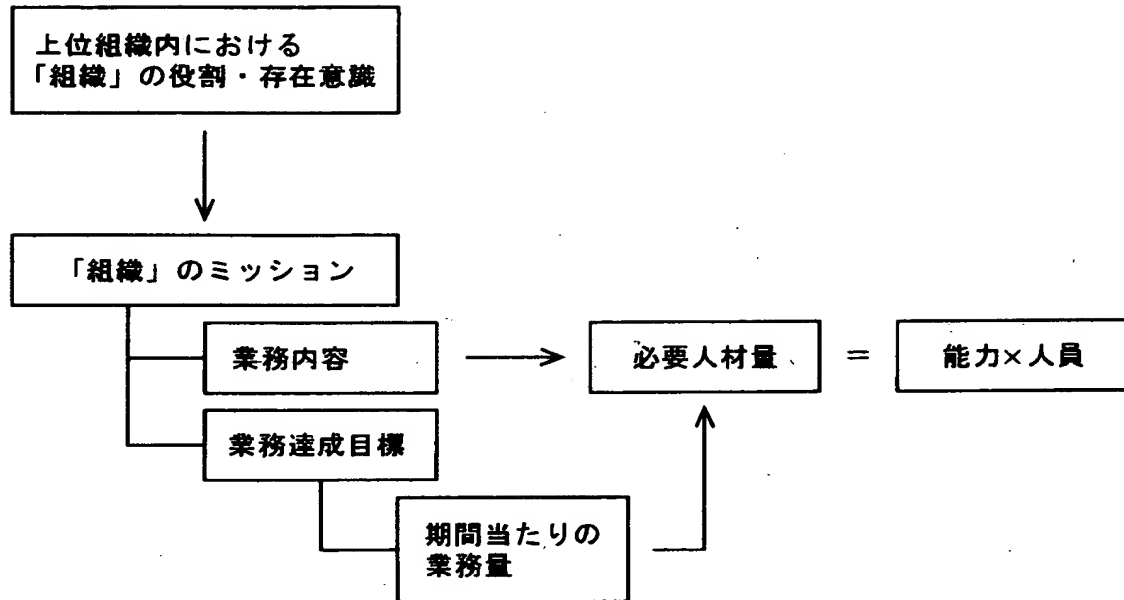 上位組織内における
「組織」の役割・存在意識
「組織」のミッション
業務内容
必要人材量
=
能力×人員
業務達成目標
期間当たりの
業務量